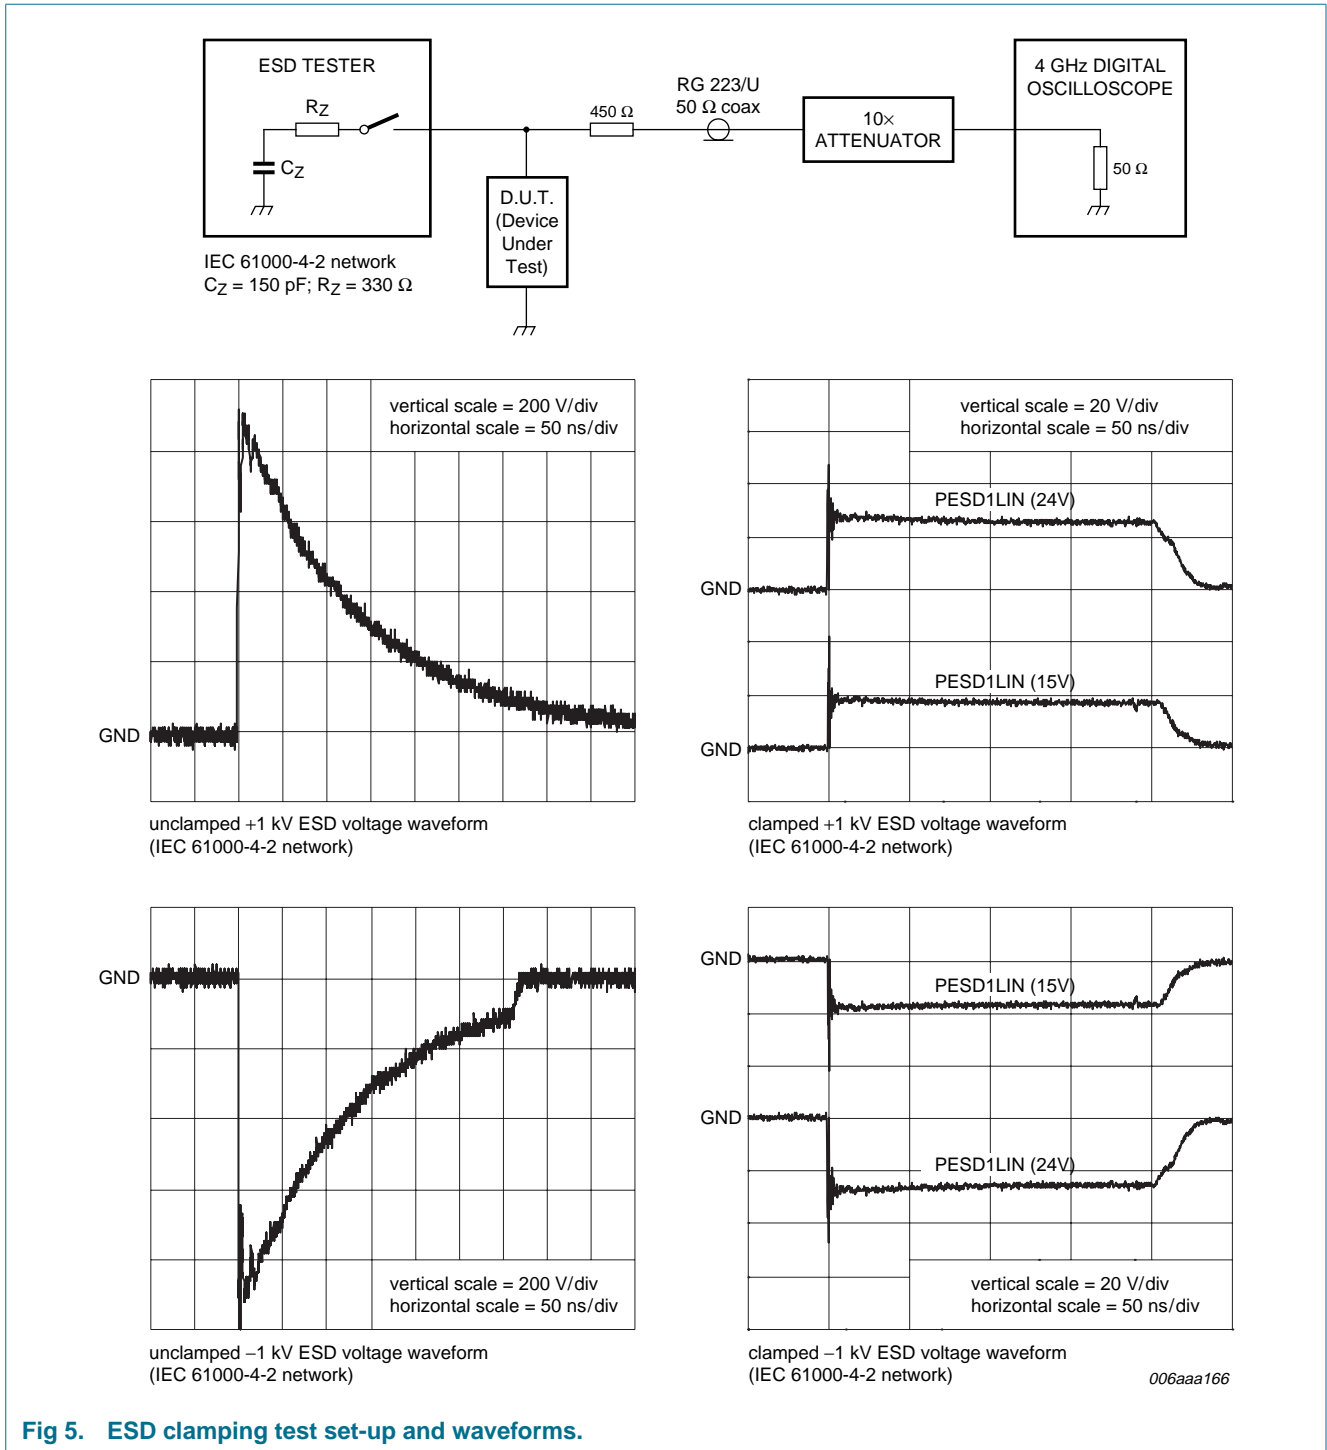 ESD TESTER
RZ
CZ
IEC 61000-4-2 network
CZ = 150 pF; RZ = 330 Ω
D.U.T.
(Device
Under
Test)
450 Ω
RG 223/U
50 Ω coax
10×
ATTENUATOR
4 GHz DIGITAL
OSCILLOSCOPE
50 Ω
vertical scale = 200 V/div
horizontal scale = 50 ns/div
GND
unclamped +1 kV ESD voltage waveform
(IEC 61000-4-2 network)
vertical scale = 20 V/div
horizontal scale = 50 ns/div
PESD1LIN (24V)
GND
PESD1LIN (15V)
GND
clamped +1 kV ESD voltage waveform
(IEC 61000-4-2 network)
GND
vertical scale = 200 V/div
horizontal scale = 50 ns/div
unclamped −1 kV ESD voltage waveform
(IEC 61000-4-2 network)
GND
PESD1LIN (15V)
GND
PESD1LIN (24V)
vertical scale = 20 V/div
horizontal scale = 50 ns/div
clamped −1 kV ESD voltage waveform
(IEC 61000-4-2 network)
006aaa166
Fig 5. ESD clamping test set-up and waveforms.